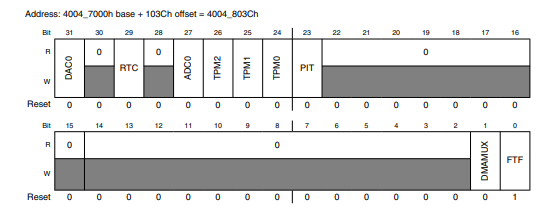 Address: 4004_7000h base + 103Ch offset = 4004_803Ch
Bit 31 30 29 28 27 26 25 24 23 22 21 20 19 18 17 16
R DAC0 0 RTC 0 ADC0 TPM2 TPM1 TPM0 PIT 0
W
Reset 0 0 0 0 0 0 0 0 0 0 0 0 0 0 0 0
Bit 15 14 13 12 11 10 9 8 7 6 5 4 3 2 1 0
R 0 0 DMAMUX FTF
W
Reset 0 0 0 0 0 0 0 0 0 0 0 0 0 0 0 1